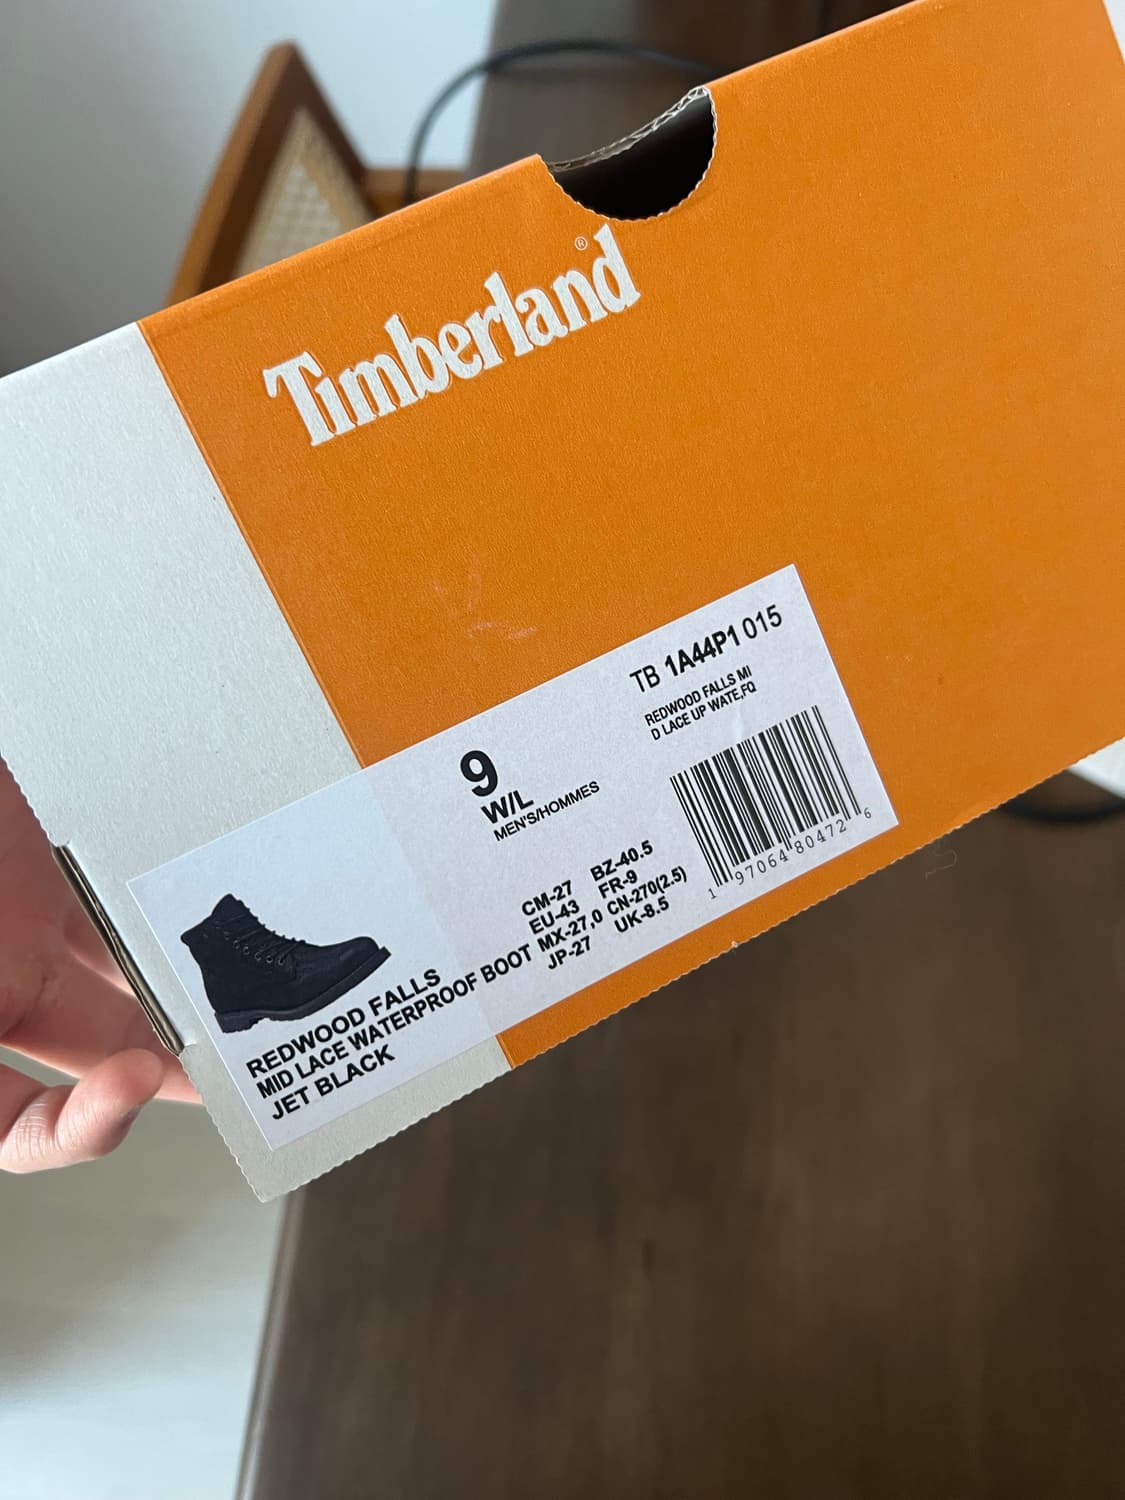 Timberland®
TB 1A44P1 015
REDWOOD FALLS MI
D LACE UP WATE,FQ
9
W/L
MEN'S/HOMMES
CM-27 BZ-40.5
EU-43 FR-9
MX-27,0 CN-270(2.5)
JP-27 UK-8.5
1 97064 80472 6
REDWOOD FALLS
MID LACE WATERPROOF BOOT
JET BLACK